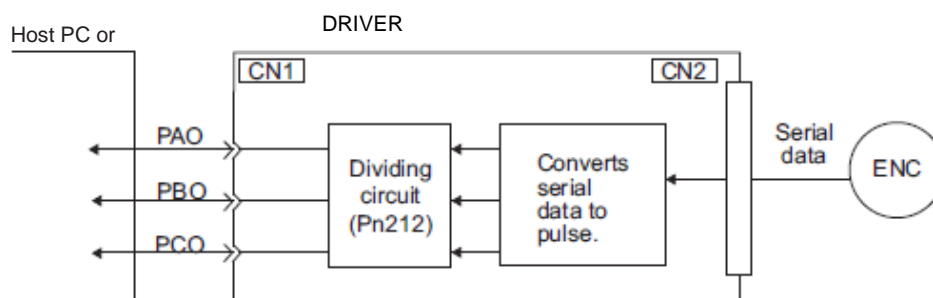 DRIVER
Host PC or
CN1
CN2
PAO
PBO
PCO
Dividing
circuit
(Pn212)
Converts
serial
data to
pulse.
Serial
data
ENC